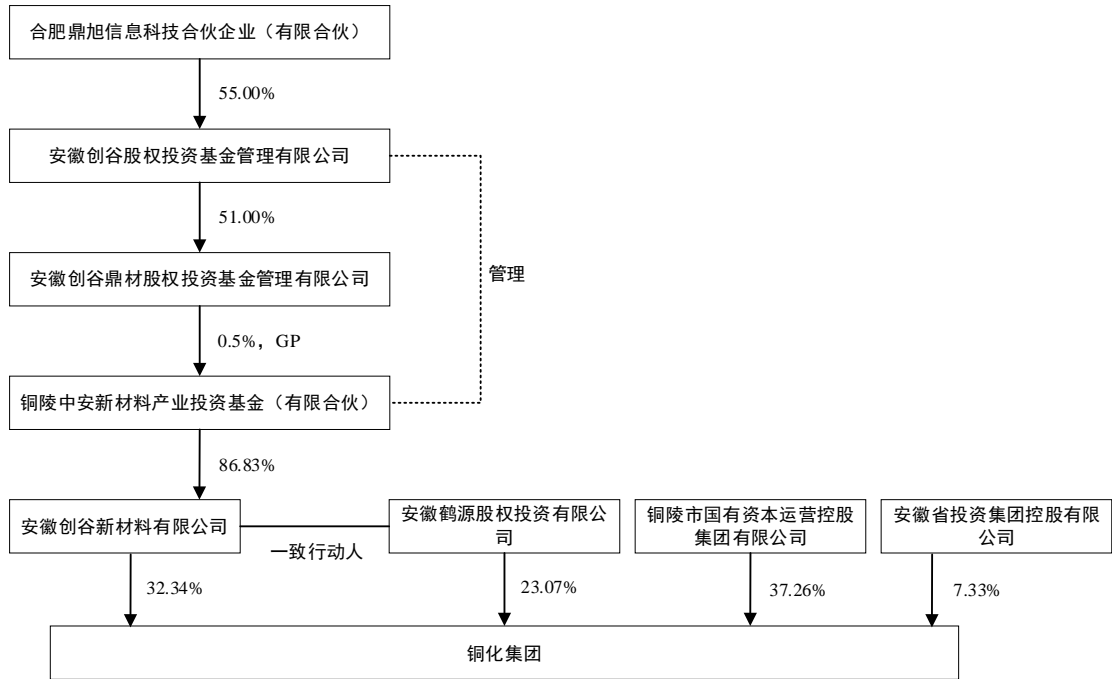 合肥鼎旭信息科技合伙企业（有限合伙）
55.00%
安徽创谷股权投资基金管理有限公司
51.00%
安徽创谷鼎材股权投资基金管理有限公司
管理
0.5%，GP
铜陵中安新材料产业投资基金（有限合伙）
86.83%
安徽创谷新材料有限公司
一致行动人
安徽鹤源股权投资有限公
司
铜陵市国有资本运营控股
集团有限公司
安徽省投资集团控股有限
公司
32.34%
23.07%
37.26%
7.33%
铜化集团